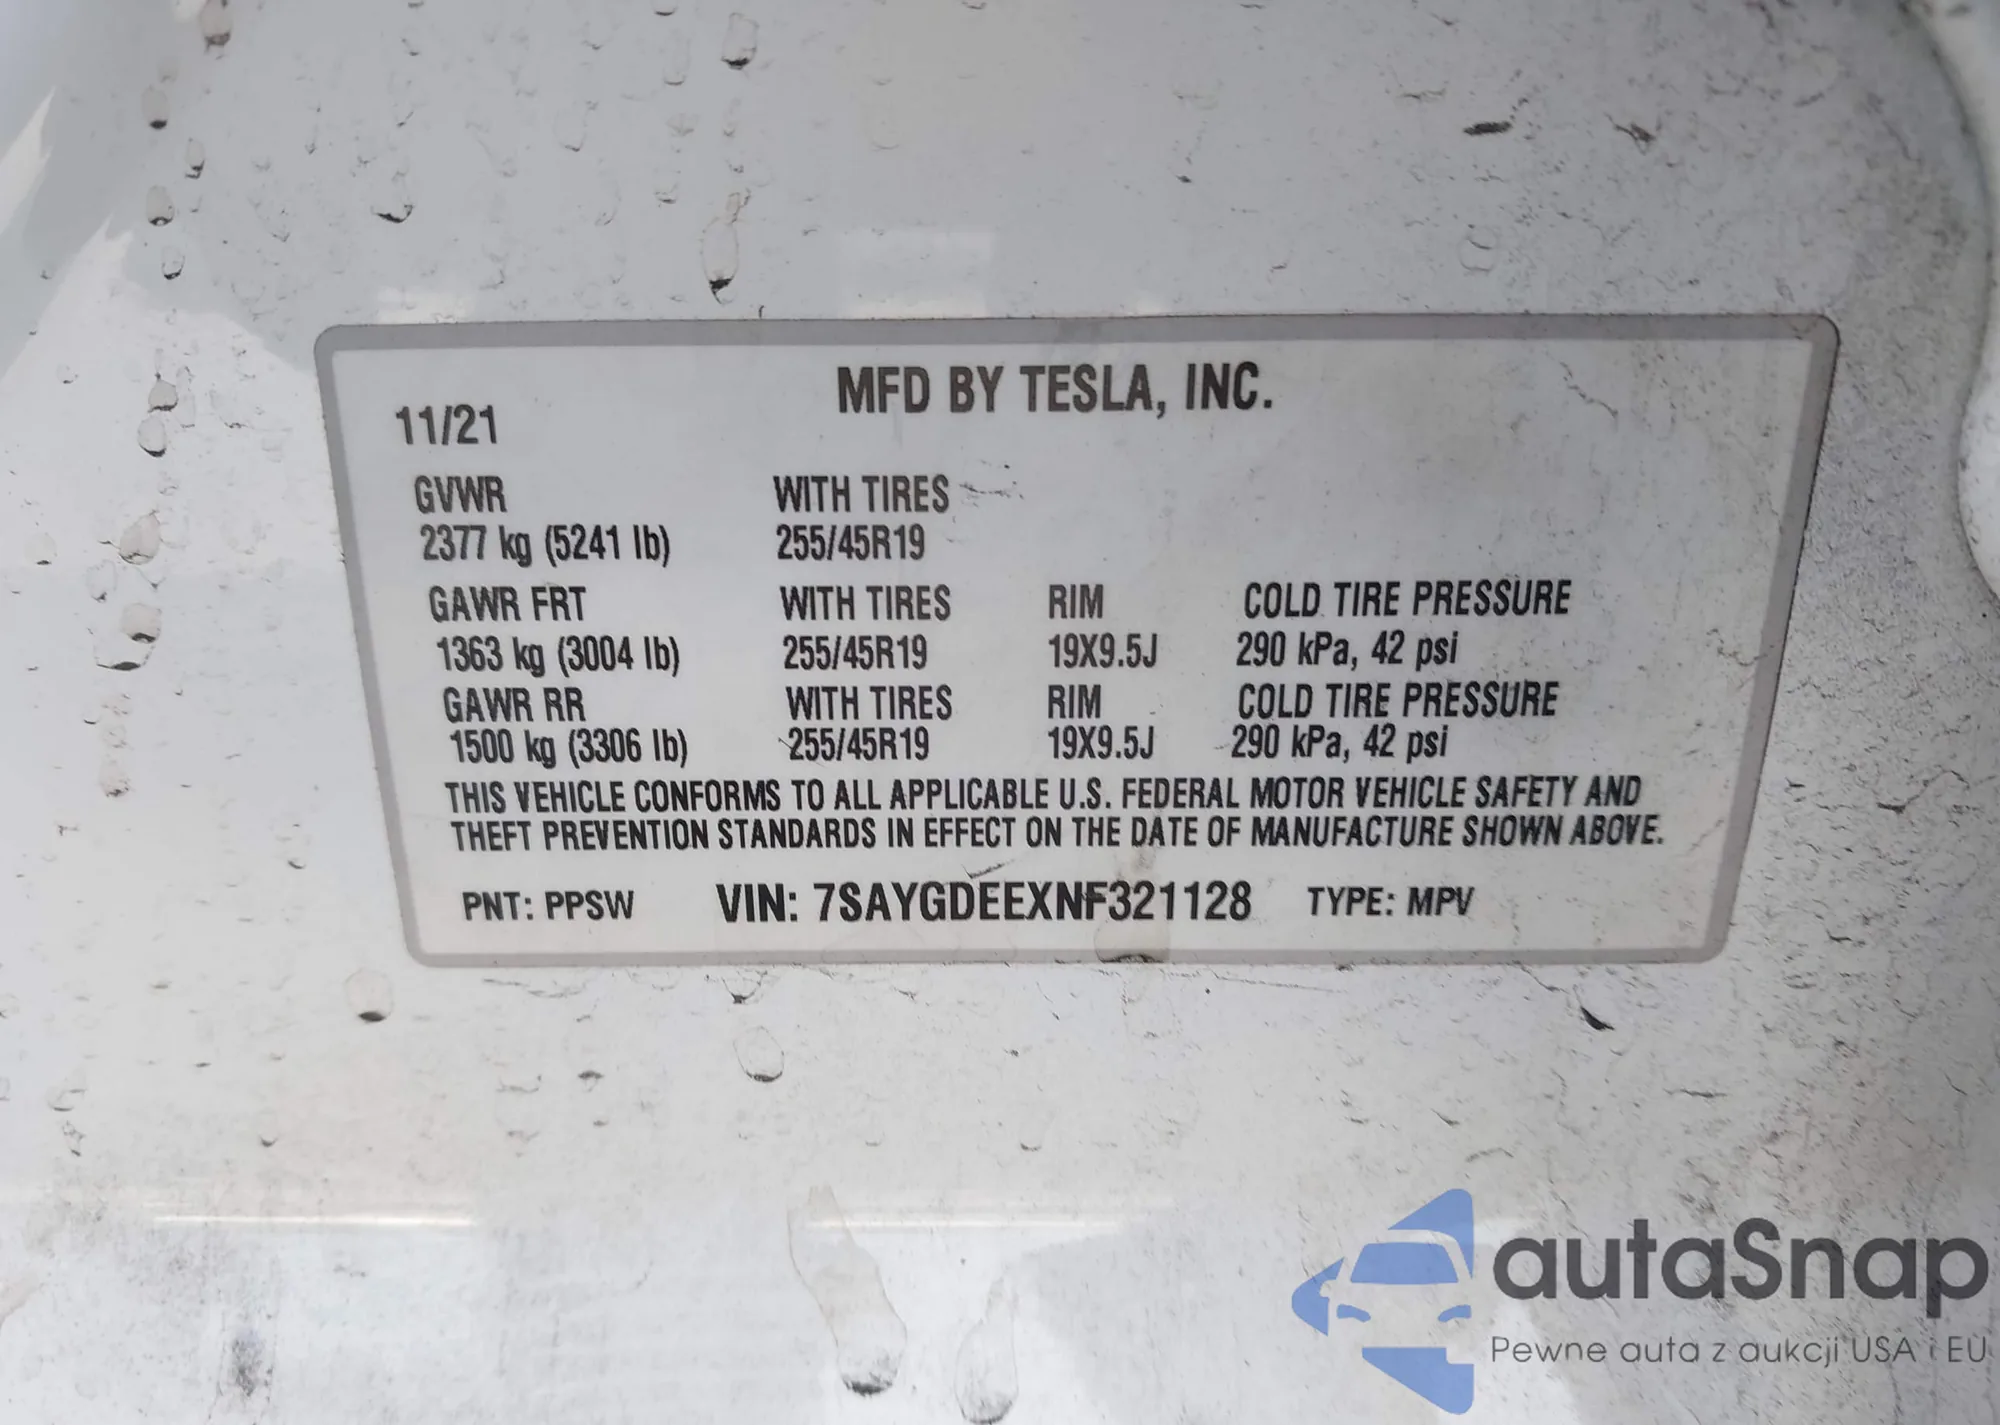 MFD BY TESLA, INC.
11/21
GVWR WITH TIRES
2377 kg (5241 lb) 255/45R19
GAWR FRT WITH TIRES RIM COLD TIRE PRESSURE
1363 kg (3004 lb) 255/45R19 19X9.5J 290 kPa, 42 psi
GAWR RR WITH TIRES RIM COLD TIRE PRESSURE
1500 kg (3306 lb) 255/45R19 19X9.5J 290 kPa, 42 psi
THIS VEHICLE CONFORMS TO ALL APPLICABLE U.S. FEDERAL MOTOR VEHICLE SAFETY AND
THEFT PREVENTION STANDARDS IN EFFECT ON THE DATE OF MANUFACTURE SHOWN ABOVE.
PNT: PPSW VIN: 7SAYGDEEXNF321128 TYPE: MPV
autaSnap
Pewne auta z aukcji USA i EU